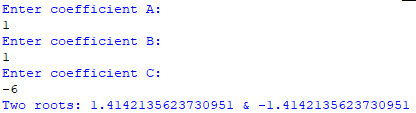 Enter coefficient A:
1
Enter coefficient B:
1
Enter coefficient C:
-6
Two roots: 1.4142135623730951 & -1.4142135623730951